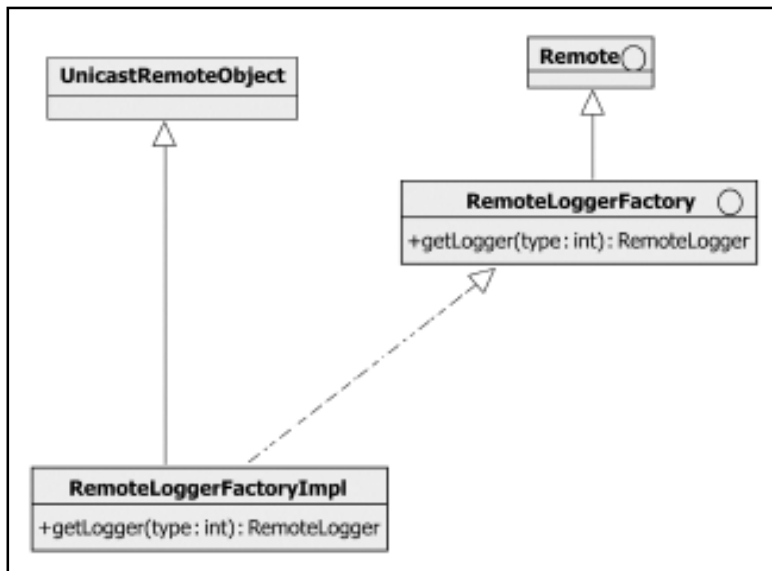 UnicastRemoteObject
Remote
RemoteLoggerFactory
+getLogger(type:int): RemoteLogger
RemoteLoggerFactoryImpl
+getLogger(type:int): RemoteLogger